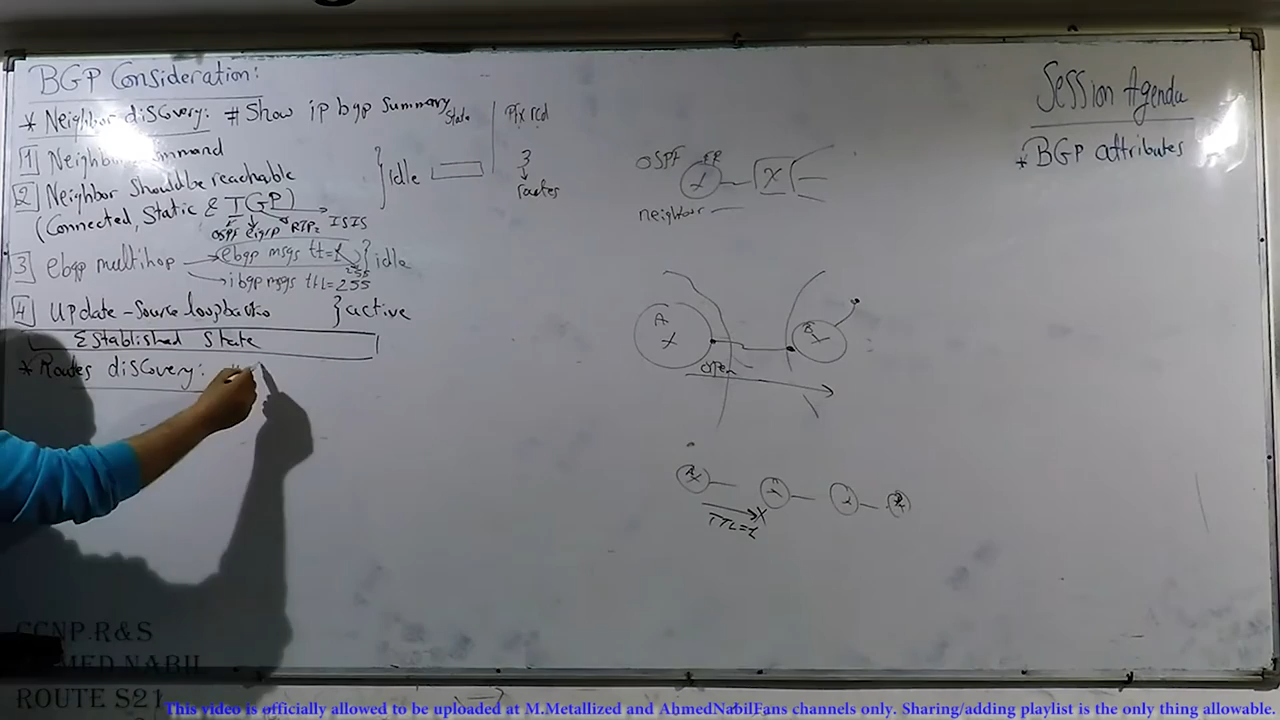 BGP Consideration:
* Neighbor discovery: # Show ip bgp summary
State | Pfx rcd
1 Neighbor Command
2 Neighbor Should be reachable
(Connected, Static & IGP)
OSPF eigrp RIP2 ISIS
} idle
3
routes
3 ebgp multihop → ebgp msgs ttl=1 } idle
255
→ ibgp msgs ttl=255
4 update-source loopback0 } active
Established State
* Routes discovery: #
OSPF
neighbor
A
B
open
TTL=1
Session Agenda
* BGP attributes
CCNP R&S
AHMED NABIL
ROUTE S21
This video is officially allowed to be uploaded at M.Metallized and AhmedNabilFans channels only. Sharing/adding playlist is the only thing allowable.